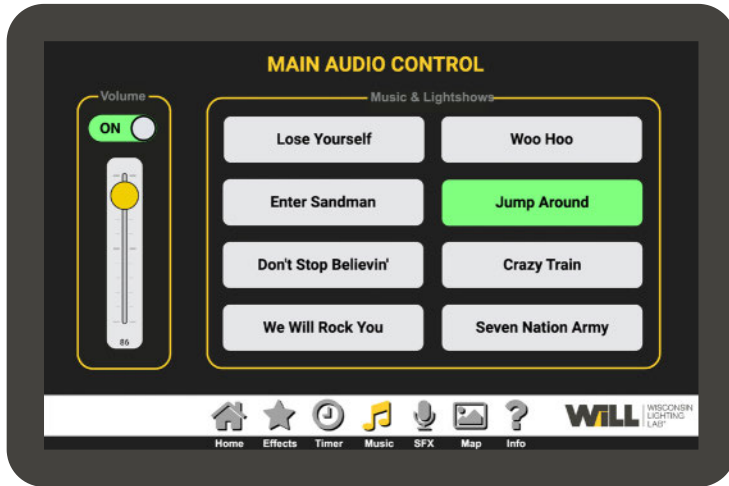 MAIN AUDIO CONTROL
Volume
ON
86
Music & Lightshows
Lose Yourself
Woo Hoo
Enter Sandman
Jump Around
Don't Stop Believin'
Crazy Train
We Will Rock You
Seven Nation Army
Home
Effects
Timer
Music
SFX
Map
Info
WiLL
WISCONSIN
LIGHTING
LAB®